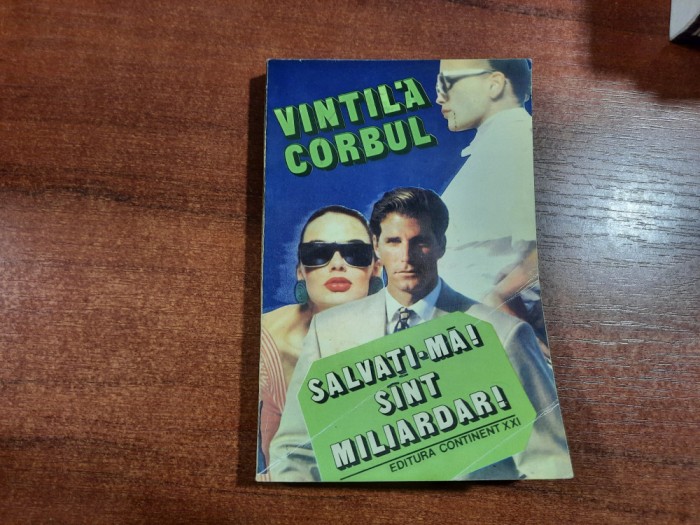 VINTILĂ
CORBUL
SALVAȚI-MĂ!
SÎNT
MILIARDAR!
EDITURA CONTINENT XXI